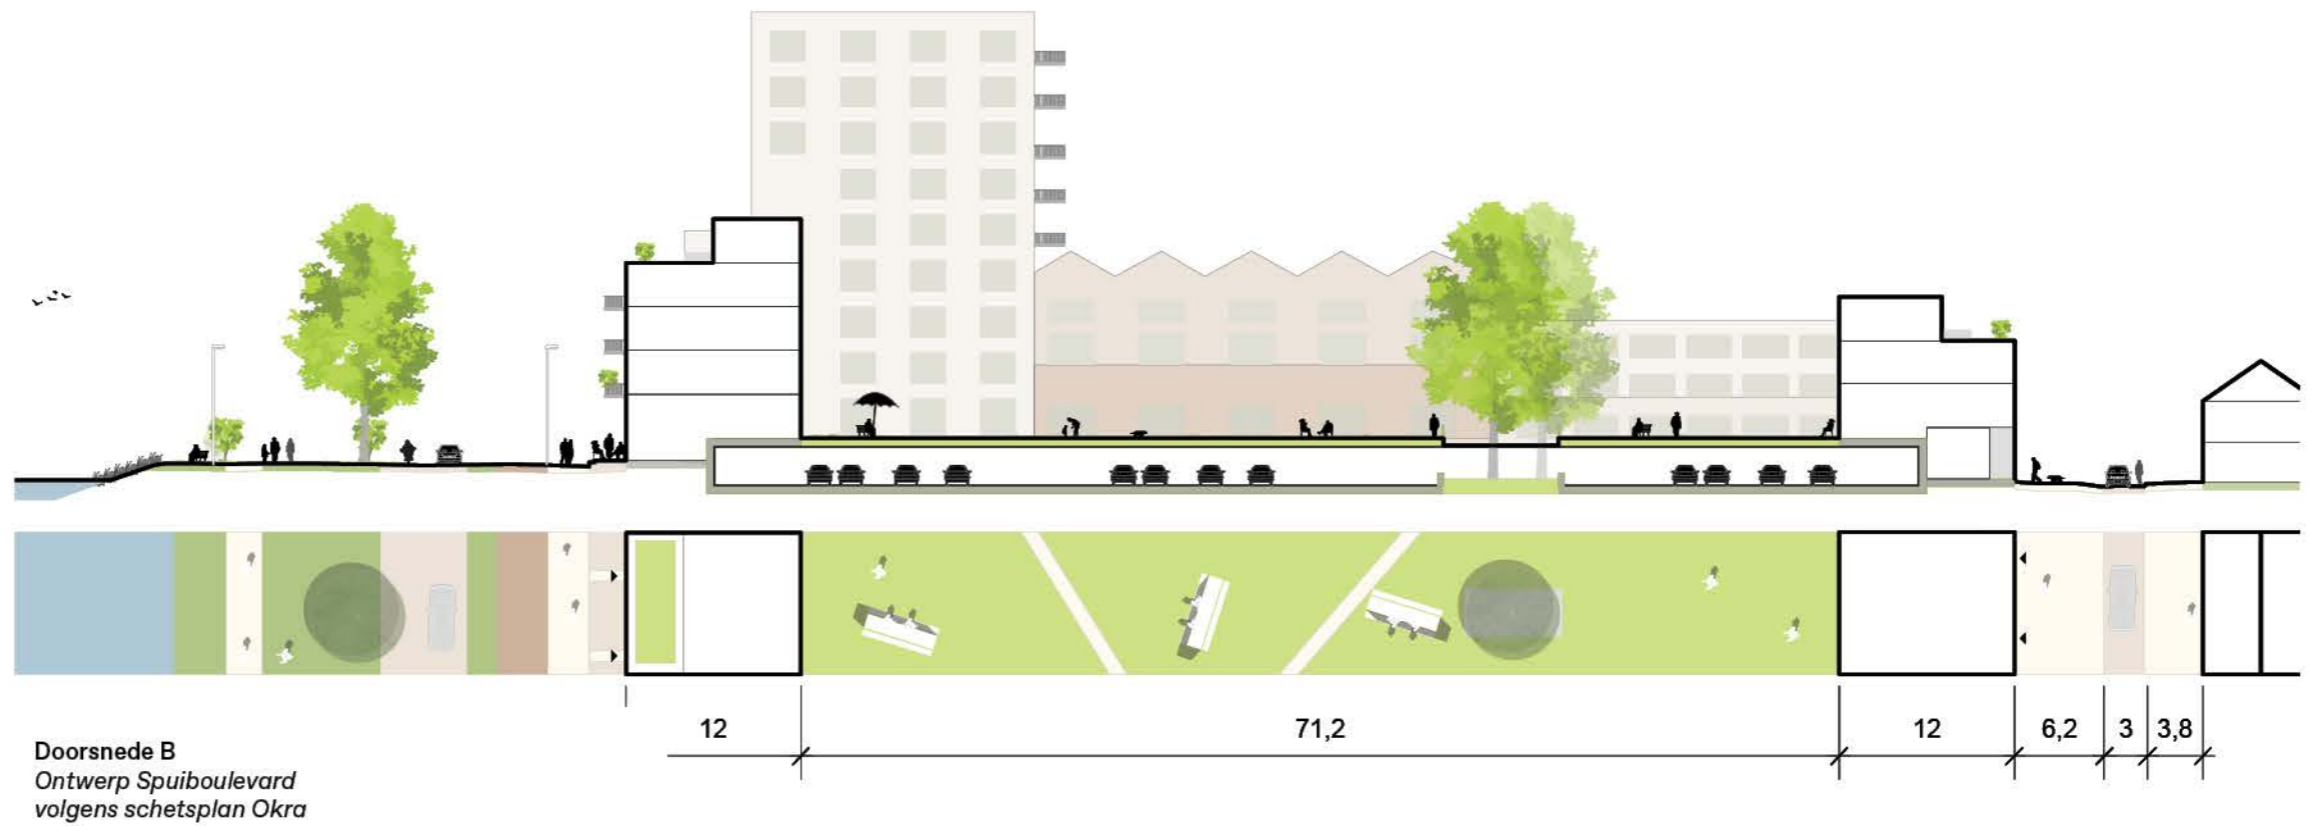 12
71,2
12
6,2
3
3,8
Doorsnede B
Ontwerp Spuiboulevard
volgens schetsplan Okra